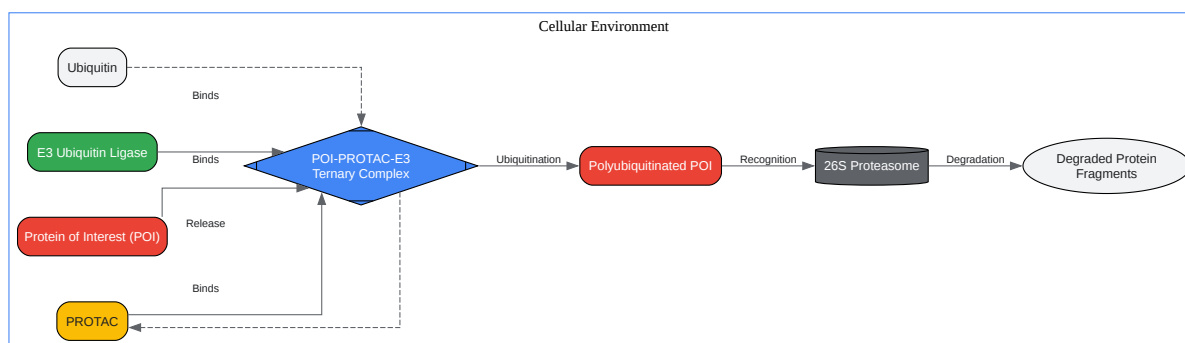 Cellular Environment
Ubiquitin
Binds
E3 Ubiquitin Ligase
Binds
POI-PROTAC-E3
Ternary Complex
Ubiquitination
Polyubiquitinated POI
Recognition
26S Proteasome
Degradation
Degraded Protein
Fragments
Release
Protein of Interest (POI)
Binds
PROTAC